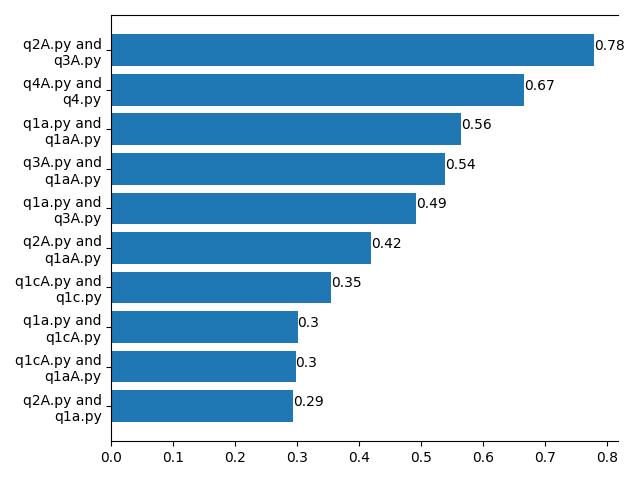 q2A.py and
q3A.py
0.78
q4A.py and
q4.py
0.67
q1a.py and
q1aA.py
0.56
q3A.py and
q1aA.py
0.54
q1a.py and
q3A.py
0.49
q2A.py and
q1aA.py
0.42
q1cA.py and
q1c.py
0.35
q1a.py and
q1cA.py
0.3
q1cA.py and
q1aA.py
0.3
q2A.py and
q1a.py
0.29
0.0 0.1 0.2 0.3 0.4 0.5 0.6 0.7 0.8